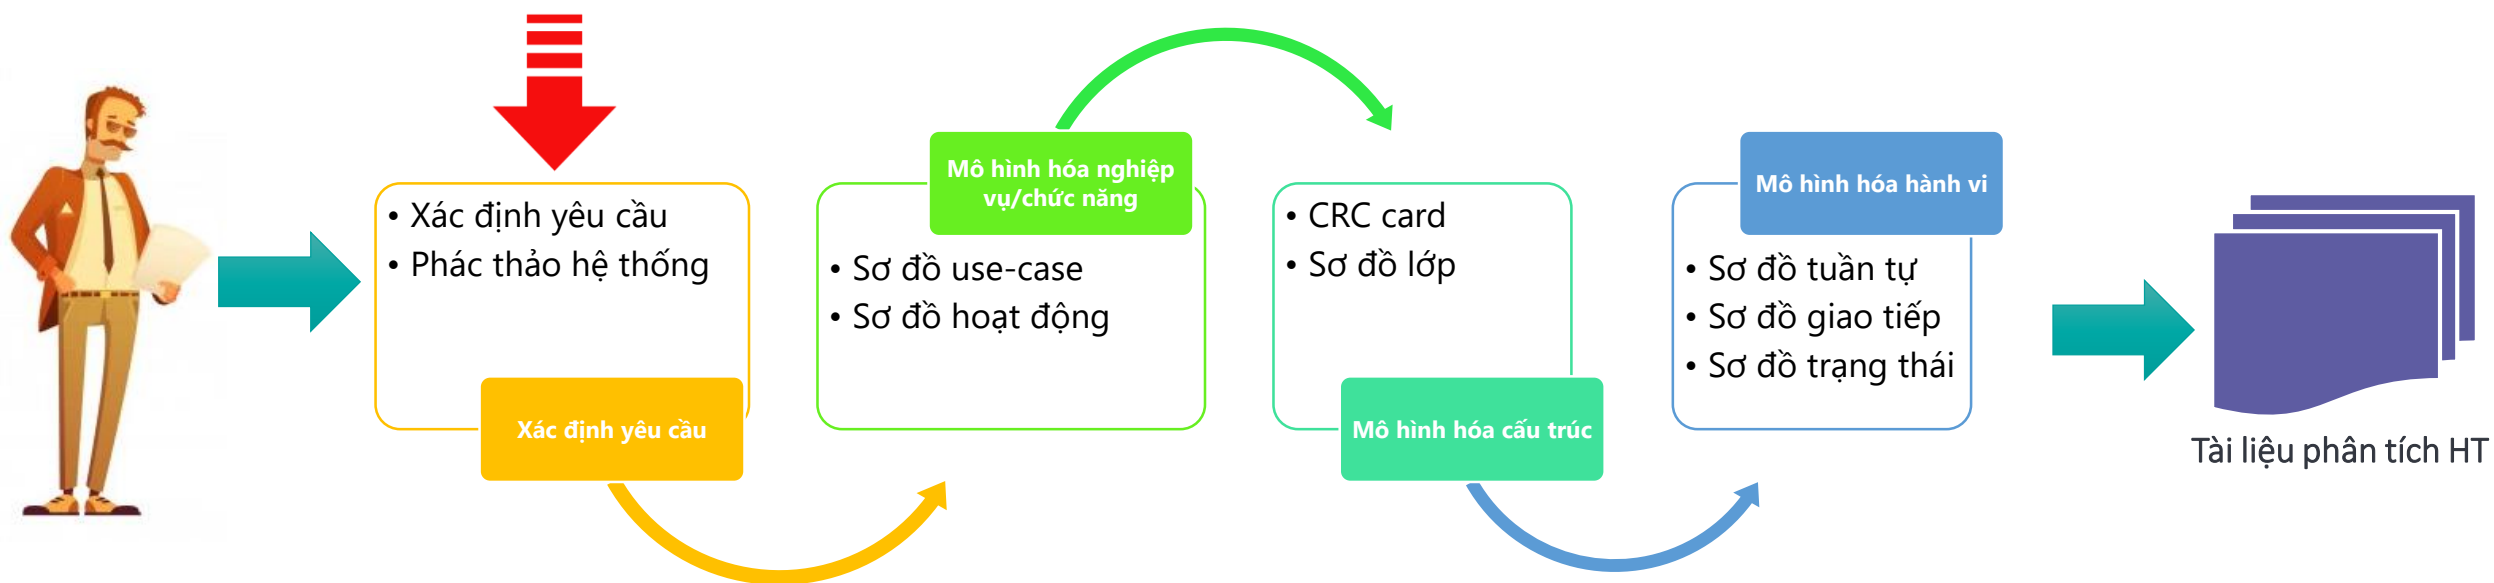 • Xác định yêu cầu
• Phác thảo hệ thống
Xác định yêu cầu
Mô hình hóa nghiệp
vụ/chức năng
• Sơ đồ use-case
• Sơ đồ hoạt động
• CRC card
• Sơ đồ lớp
Mô hình hóa cấu trúc
Mô hình hóa hành vi
• Sơ đồ tuần tự
• Sơ đồ giao tiếp
• Sơ đồ trạng thái
Tài liệu phân tích HT